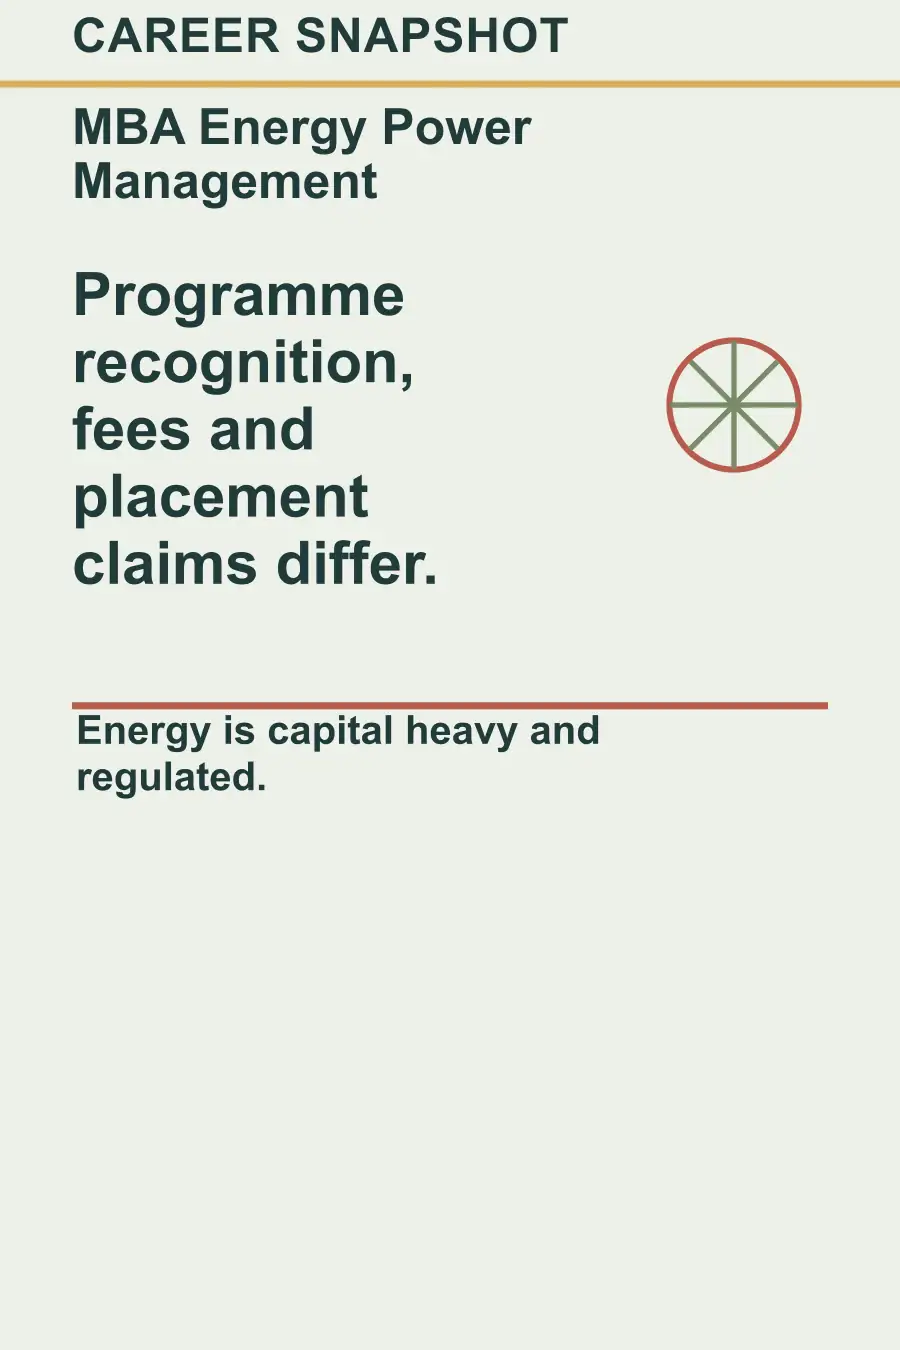 CAREER SNAPSHOT
MBA Energy Power
Management
Programme
recognition,
fees and
placement
claims differ.
Energy is capital heavy and
regulated.